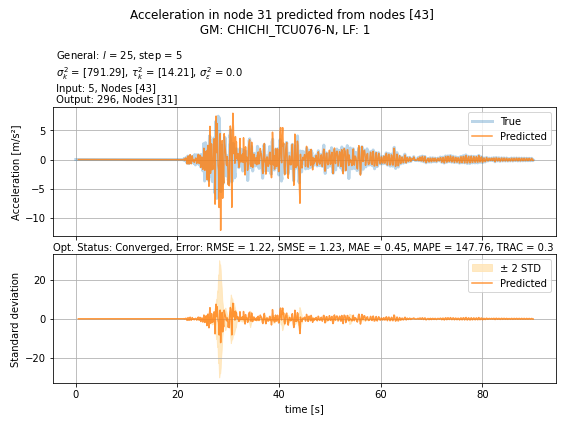 Acceleration in node 31 predicted from nodes [43]
GM: CHICHI_TCU076-N, LF: 1
General: l = 25, step = 5
σ_k^2 = [791.29], τ_k^2 = [14.21], σ_ε^2 = 0.0
Input: 5, Nodes [43]
Output: 296, Nodes [31]
True
Predicted
5
0
−5
−10
Acceleration [m/s²]
Opt. Status: Converged, Error: RMSE = 1.22, SMSE = 1.23, MAE = 0.45, MAPE = 147.76, TRAC = 0.3
± 2 STD
Predicted
20
0
−20
Standard deviation
0 20 40 60 80
time [s]